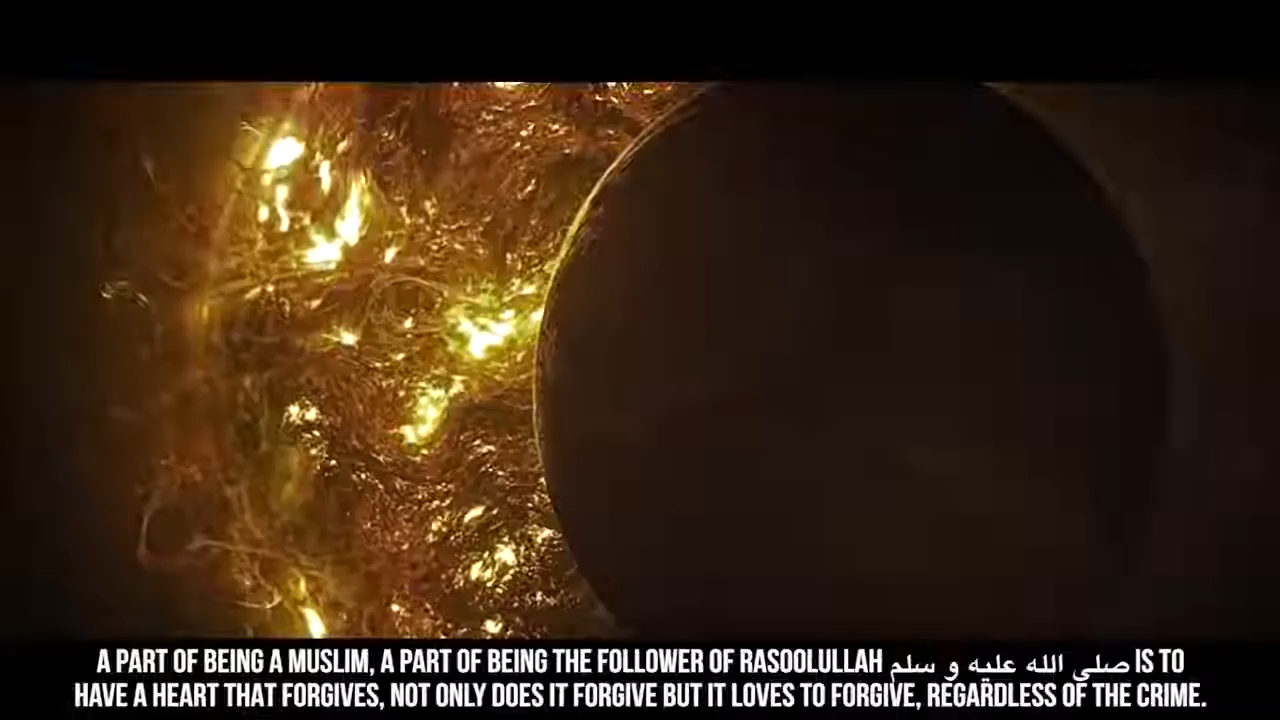 A PART OF BEING A MUSLIM, A PART OF BEING THE FOLLOWER OF RASOOLULLAH صلى الله عليه و سلم IS TO
HAVE A HEART THAT FORGIVES, NOT ONLY DOES IT FORGIVE BUT IT LOVES TO FORGIVE, REGARDLESS OF THE CRIME.